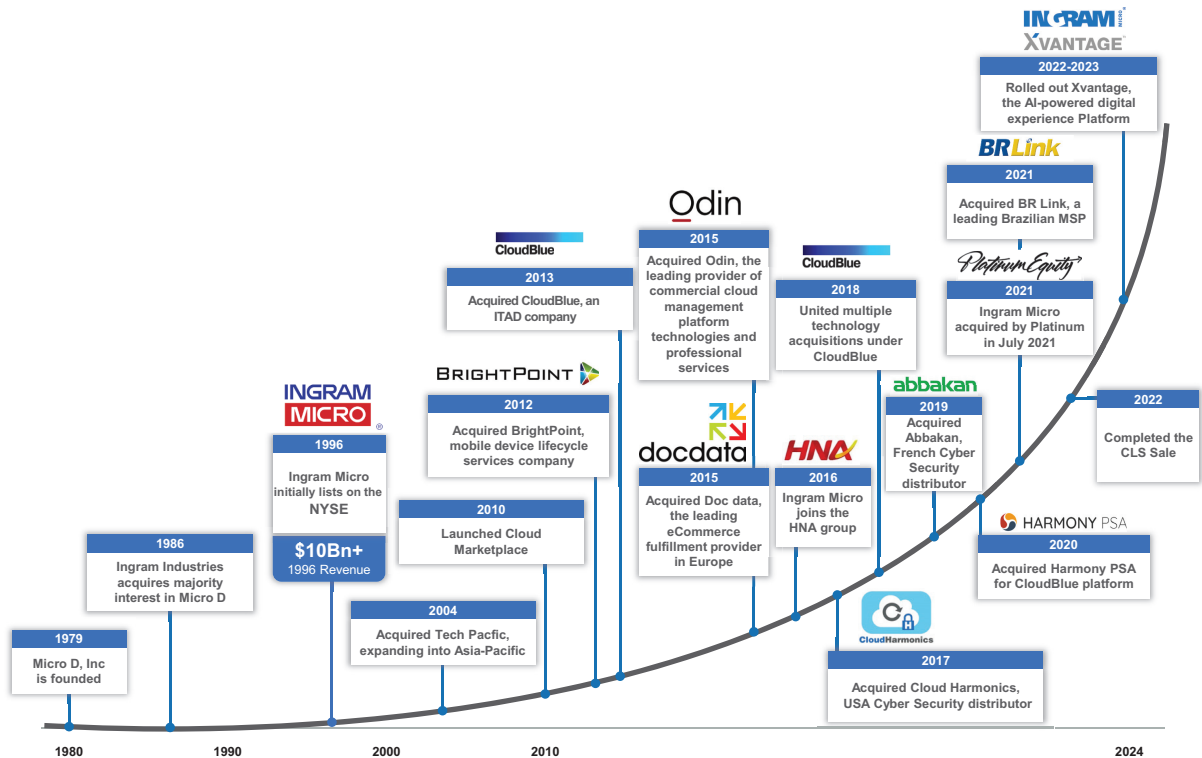 1979
Micro D, Inc
is founded
1986
Ingram Industries
acquires majority
interest in Micro D
INGRAM
MICRO
®
1996
Ingram Micro
initially lists on the
NYSE
$10Bn+
1996 Revenue
2004
Acquired Tech Pacfic,
expanding into Asia-Pacific
2010
Launched Cloud
Marketplace
BRIGHTPOINT
2012
Acquired BrightPoint,
mobile device lifecycle
services company
CloudBlue
2013
Acquired CloudBlue, an
ITAD company
Odin
2015
Acquired Odin, the
leading provider of
commercial cloud
management
platform
technologies and
professional
services
docdata
2015
Acquired Doc data,
the leading
eCommerce
fulfillment provider
in Europe
HNA
2016
Ingram Micro
joins the
HNA group
CloudHarmonics
2017
Acquired Cloud Harmonics,
USA Cyber Security distributor
CloudBlue
2018
United multiple
technology
acquisitions under
CloudBlue
abbakan
2019
Acquired
Abbakan,
French Cyber
Security
distributor
HARMONY PSA
2020
Acquired Harmony PSA
for CloudBlue platform
BRLink
2021
Acquired BR Link, a
leading Brazilian MSP
Platinum Equity
2021
Ingram Micro
acquired by Platinum
in July 2021
2022
Completed the
CLS Sale
INGRAM MICRO
XVANTAGE
2022-2023
Rolled out Xvantage,
the AI-powered digital
experience Platform
1980
1990
2000
2010
2024